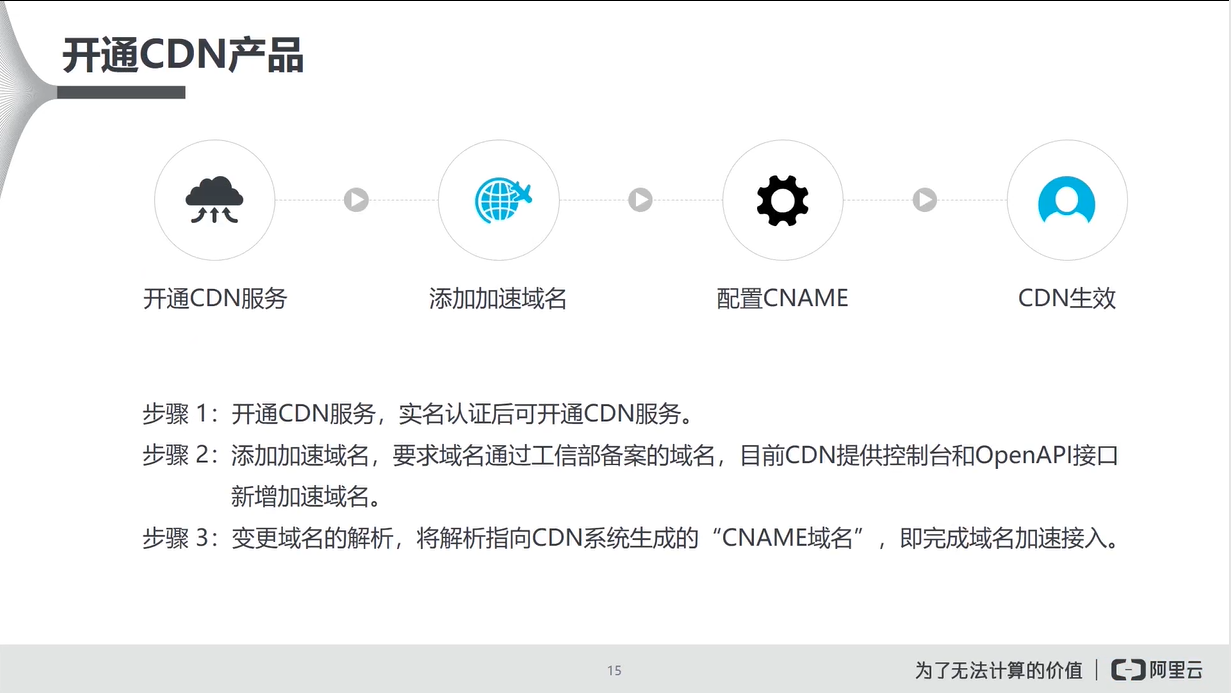 开通CDN产品
开通CDN服务
添加加速域名
配置CNAME
CDN生效
步骤 1：开通CDN服务，实名认证后可开通CDN服务。
步骤 2：添加加速域名，要求域名通过工信部备案的域名，目前CDN提供控制台和OpenAPI接口
新增加速域名。
步骤 3：变更域名的解析，将解析指向CDN系统生成的“CNAME域名”，即完成域名加速接入。
15
为了无法计算的价值
阿里云